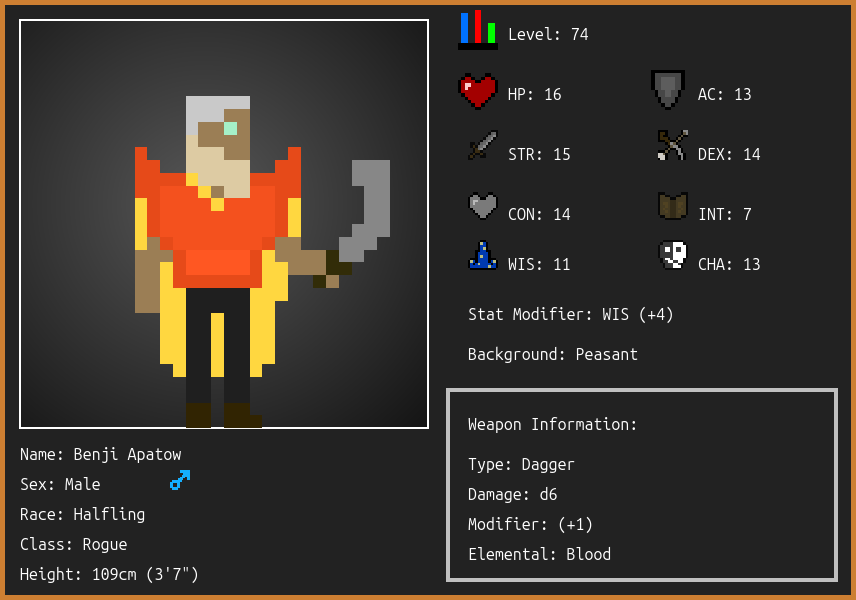 Level: 74
HP: 16
AC: 13
STR: 15
DEX: 14
CON: 14
INT: 7
WIS: 11
CHA: 13
Stat Modifier: WIS (+4)
Background: Peasant
Weapon Information:
Type: Dagger
Damage: d6
Modifier: (+1)
Elemental: Blood
Name: Benji Apatow
Sex: Male
Race: Halfling
Class: Rogue
Height: 109cm (3'7")